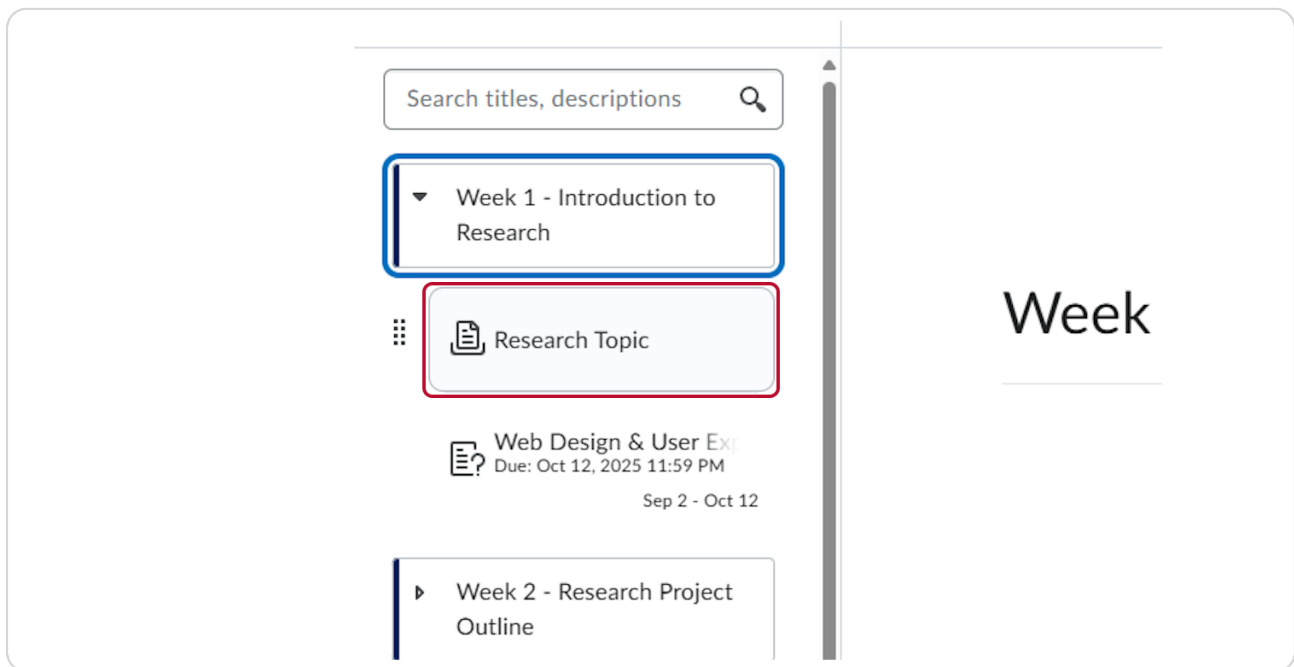 Search titles, descriptions
Week 1 - Introduction to
Research
Research Topic
Web Design & User Exp
Due: Oct 12, 2025 11:59 PM
Sep 2 - Oct 12
Week 2 - Research Project
Outline
Week